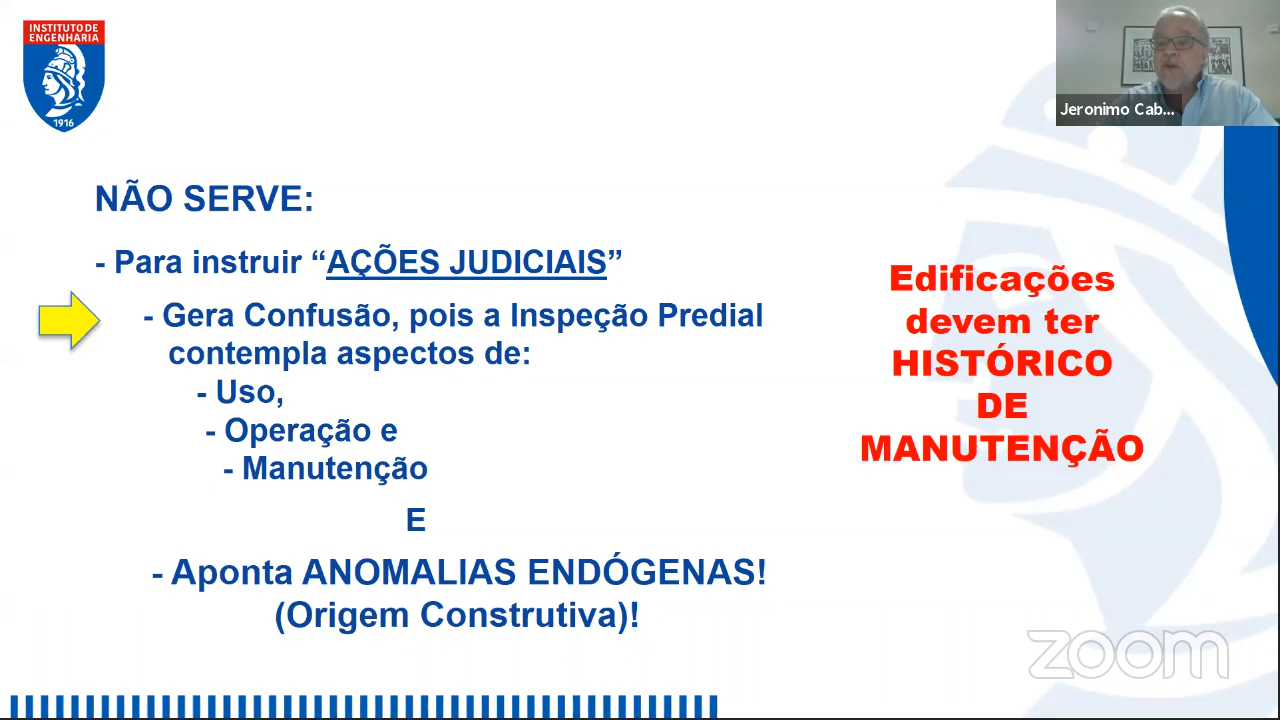 INSTITUTO DE
ENGENHARIA
1916
Jeronimo Cab...
NÃO SERVE:
- Para instruir “AÇÕES JUDICIAIS”
- Gera Confusão, pois a Inspeção Predial
contempla aspectos de:
- Uso,
- Operação e
- Manutenção
E
- Aponta ANOMALIAS ENDÓGENAS!
(Origem Construtiva)!
Edificações
devem ter
HISTÓRICO
DE
MANUTENÇÃO
zoom